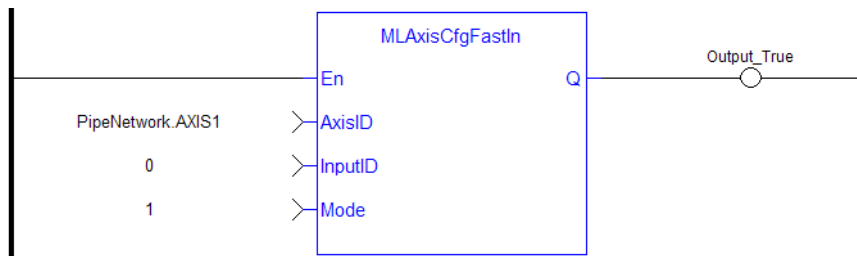 MLAxisCfgFastIn
Output_True
En Q
PipeNetwork.AXIS1 AxisID
0 InputID
1 Mode